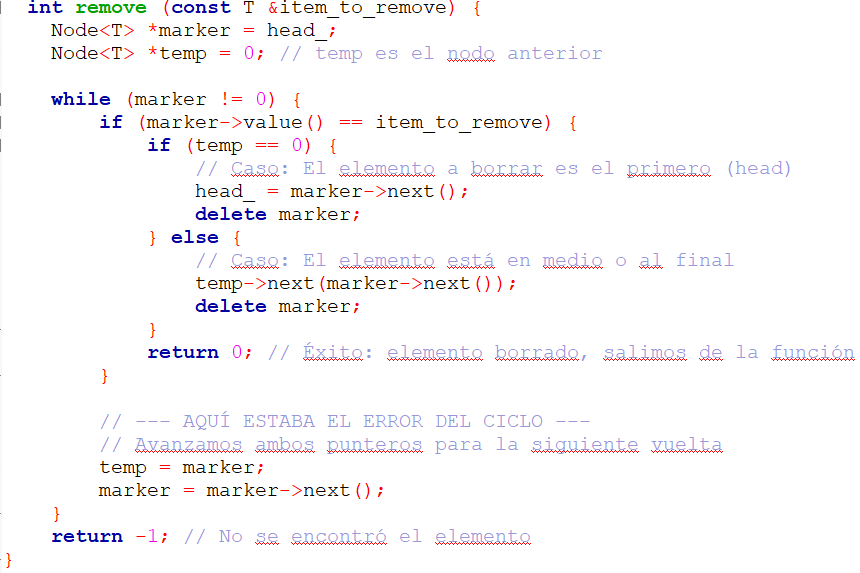 int remove (const T &item_to_remove) {
Node<T> *marker = head_;
Node<T> *temp = 0; // temp es el nodo anterior
while (marker != 0) {
if (marker->value() == item_to_remove) {
if (temp == 0) {
// Caso: El elemento a borrar es el primero (head)
head_ = marker->next();
delete marker;
} else {
// Caso: El elemento está en medio o al final
temp->next(marker->next());
delete marker;
}
return 0; // Éxito: elemento borrado, salimos de la función
}
// --- AQUÍ ESTABA EL ERROR DEL CICLO ---
// Avanzamos ambos punteros para la siguiente vuelta
temp = marker;
marker = marker->next();
}
return -1; // No se encontró el elemento
}